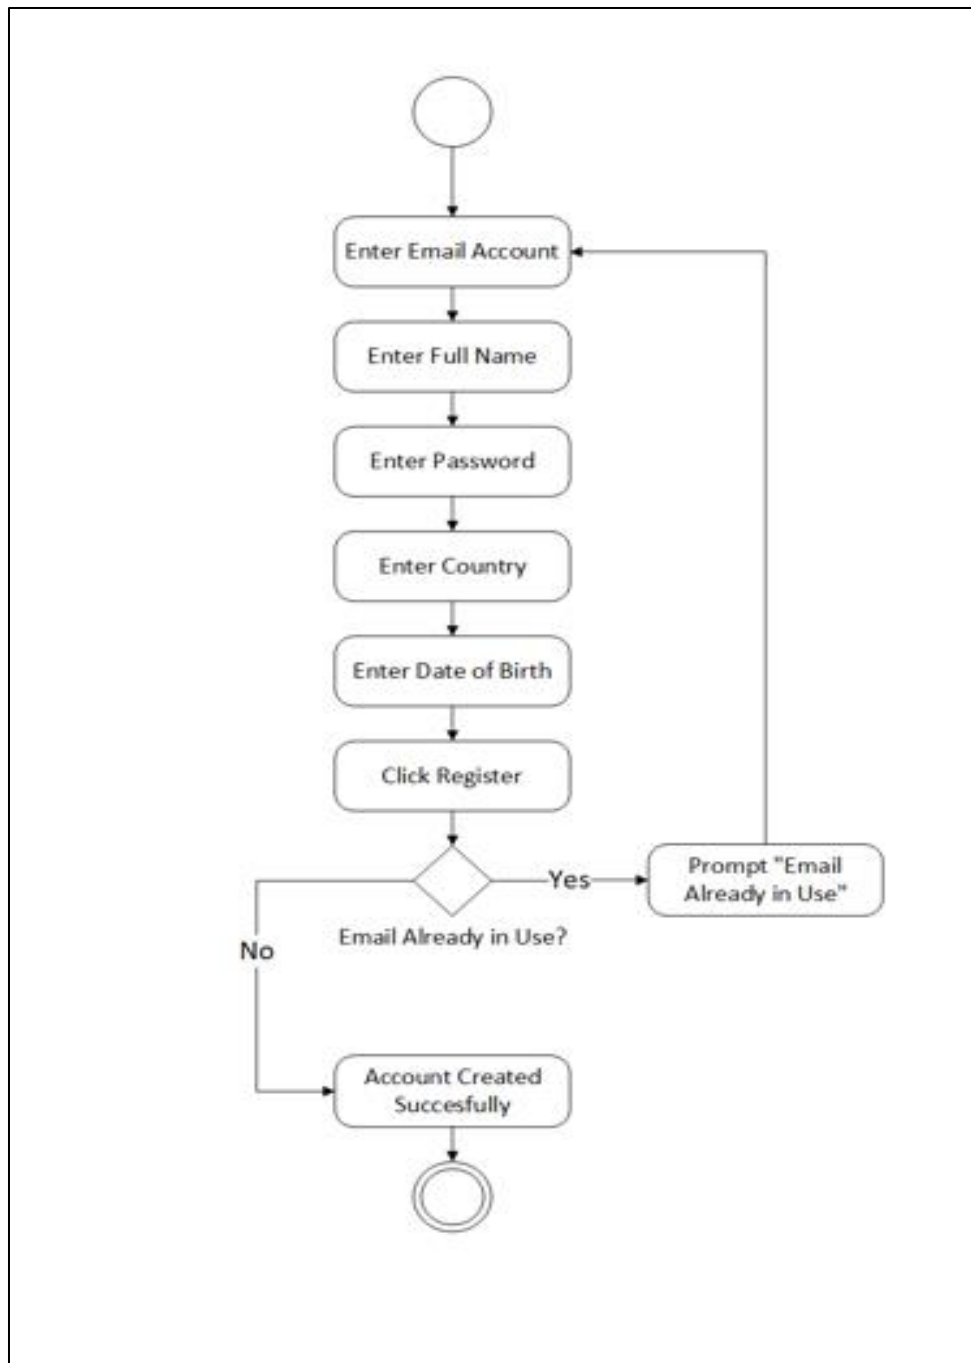 Enter Email Account
Enter Full Name
Enter Password
Enter Country
Enter Date of Birth
Click Register
Yes
Prompt "Email
Already in Use"
Email Already in Use?
No
Account Created
Succesfully